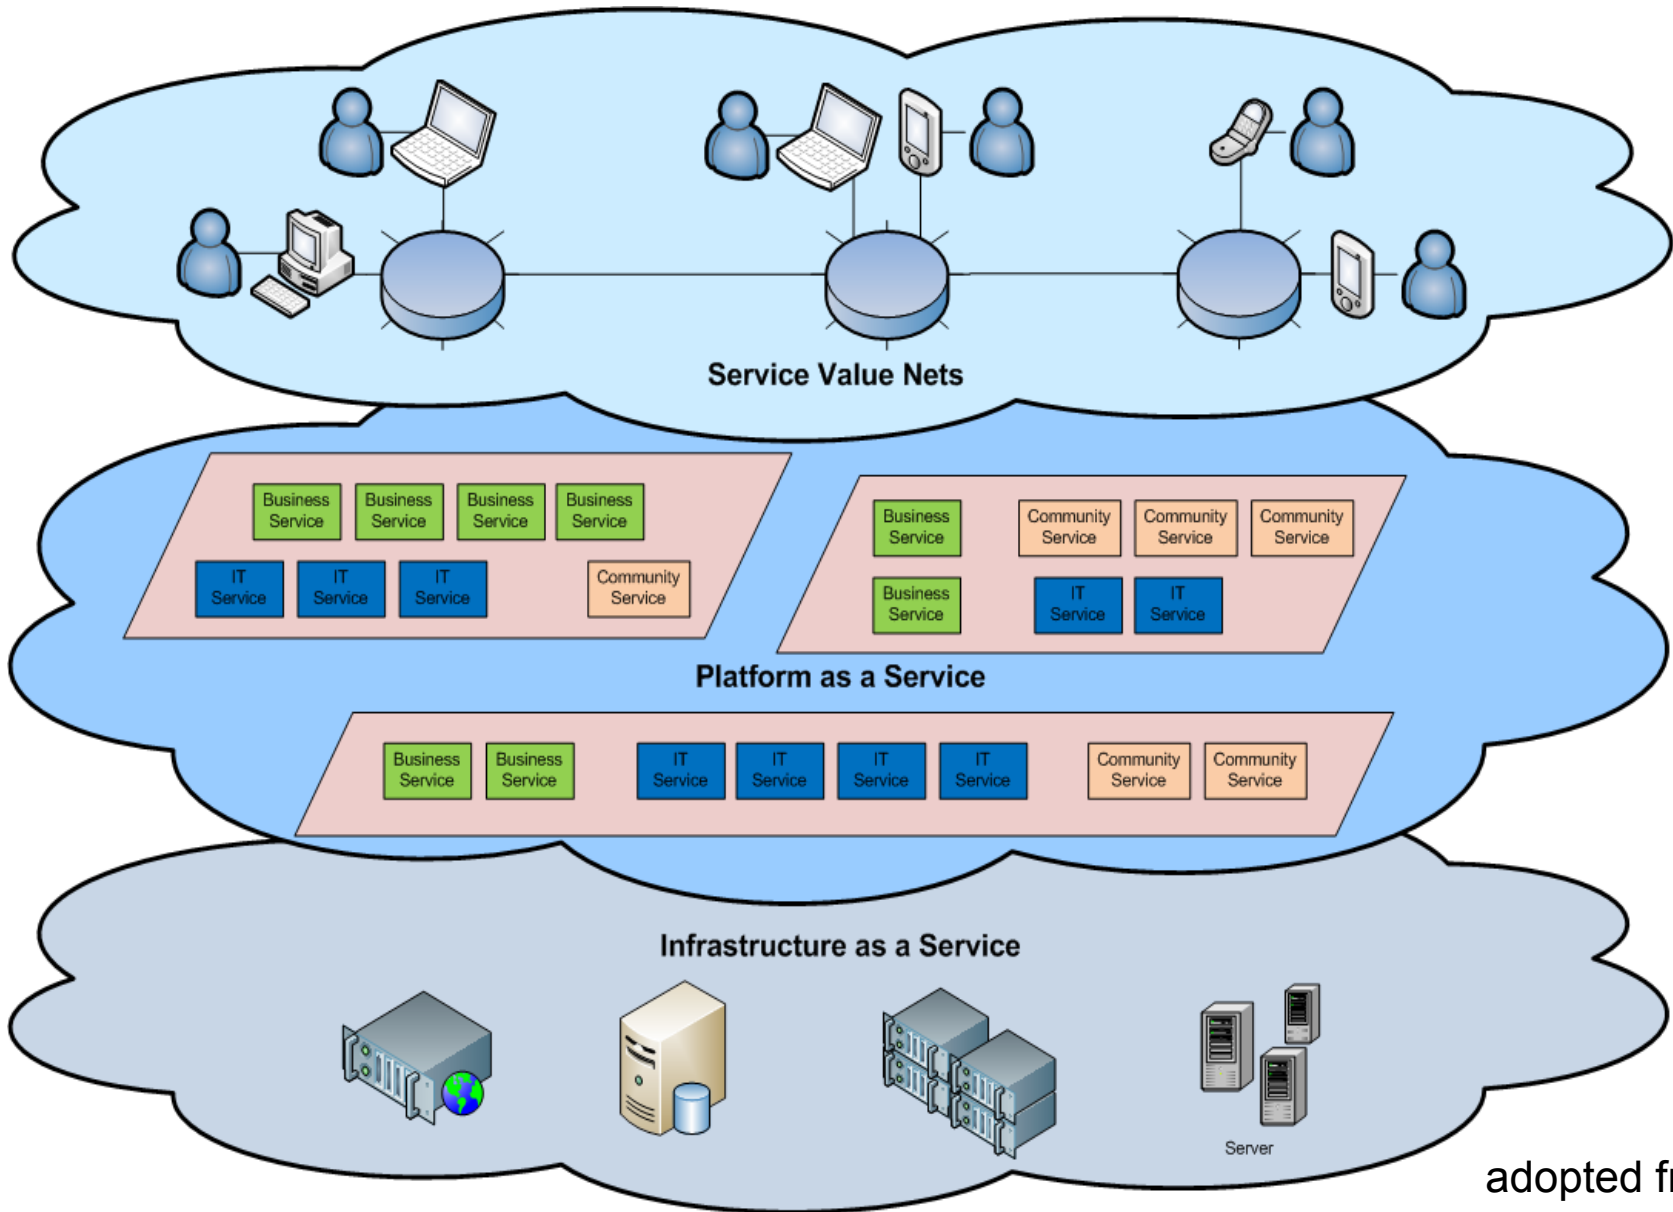 Service Value Nets
Business
Service
Business
Service
Business
Service
Business
Service
IT
Service
IT
Service
IT
Service
Community
Service
Business
Service
Community
Service
Community
Service
Community
Service
Business
Service
IT
Service
IT
Service
Platform as a Service
Business
Service
Business
Service
IT
Service
IT
Service
IT
Service
IT
Service
Community
Service
Community
Service
Infrastructure as a Service
Server
adopted